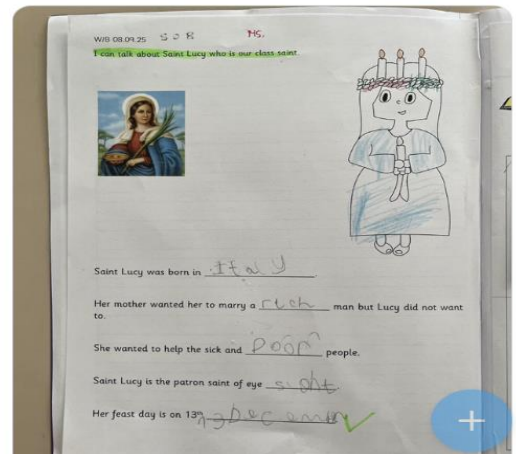 W/B 08.09.25 SOR MS.
I can talk about Saint Lucy who is our class saint.
Saint Lucy was born in Italy.
Her mother wanted her to marry a rich man but Lucy did not want
to.
She wanted to help the sick and poor people.
Saint Lucy is the patron saint of eye sight.
Her feast day is on 13th